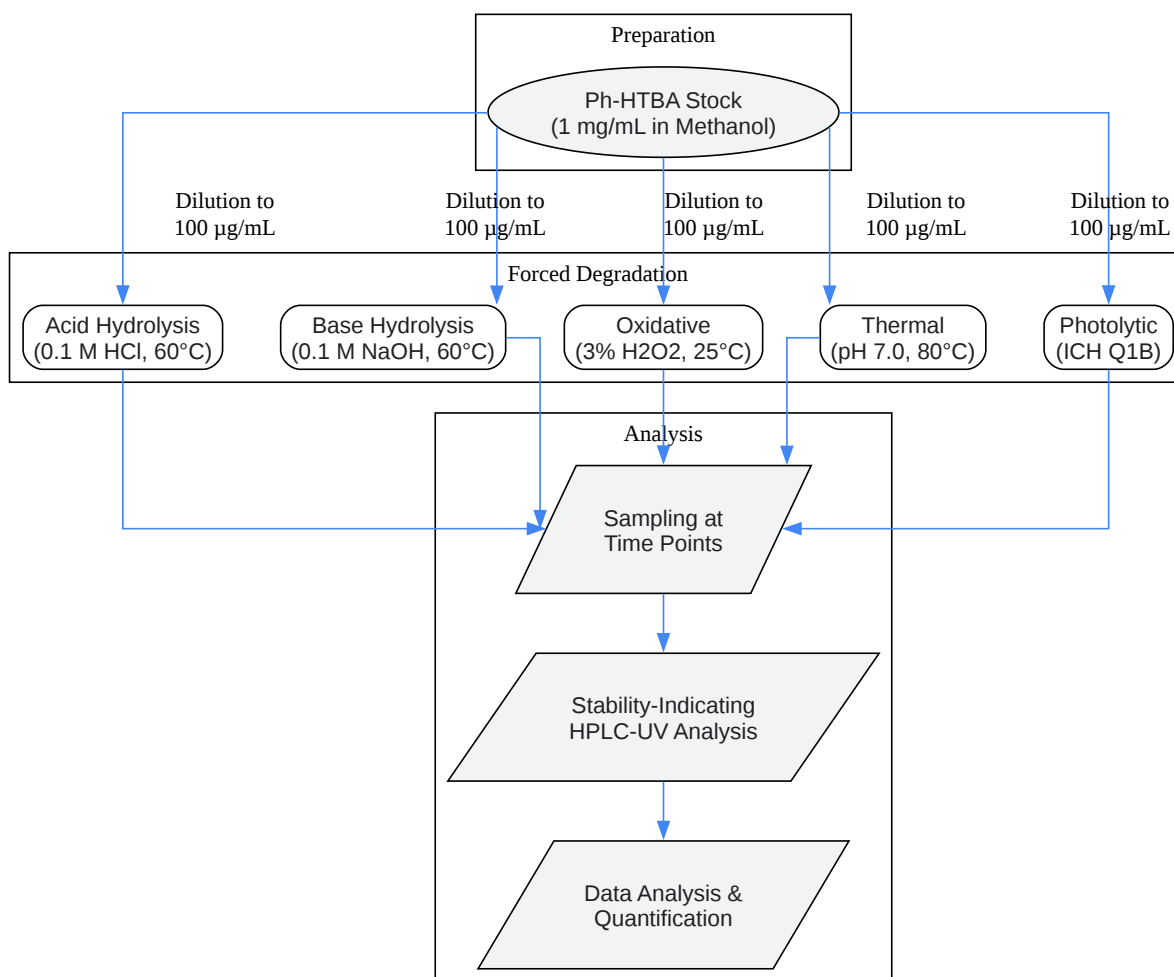 Preparation
Ph-HTBA Stock
(1 mg/mL in Methanol)
Dilution to
100 µg/mL
Dilution to
100 µg/mL
Dilution to
100 µg/mL
Dilution to
100 µg/mL
Dilution to
100 µg/mL
Forced Degradation
Acid Hydrolysis
(0.1 M HCl, 60°C)
Base Hydrolysis
(0.1 M NaOH, 60°C)
Oxidative
(3% H2O2, 25°C)
Thermal
(pH 7.0, 80°C)
Photolytic
(ICH Q1B)
Analysis
Sampling at
Time Points
Stability-Indicating
HPLC-UV Analysis
Data Analysis &
Quantification